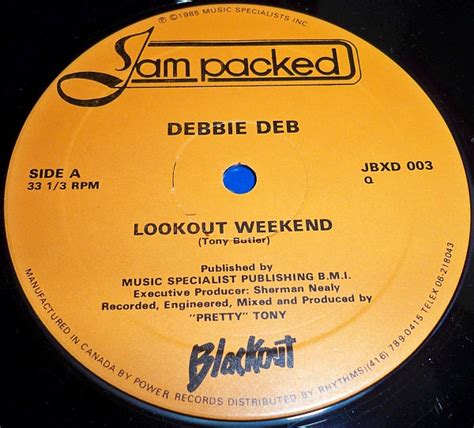 ℗ ©1985 MUSIC SPECIALISTS INC.
Jam packed
DEBBIE DEB
SIDE A
33 1/3 RPM
JBXD 003
Q
LOOKOUT WEEKEND
(Tony Butler)
Published by
MUSIC SPECIALIST PUBLISHING B.M.I.
Executive Producer: Sherman Nealy
Recorded, Engineered, Mixed and Produced by
"PRETTY" TONY
Blackout
MANUFACTURED IN CANADA BY POWER RECORDS DISTRIBUTED BY RHYTHMS (416) 789-0415 TELEX 06-218043